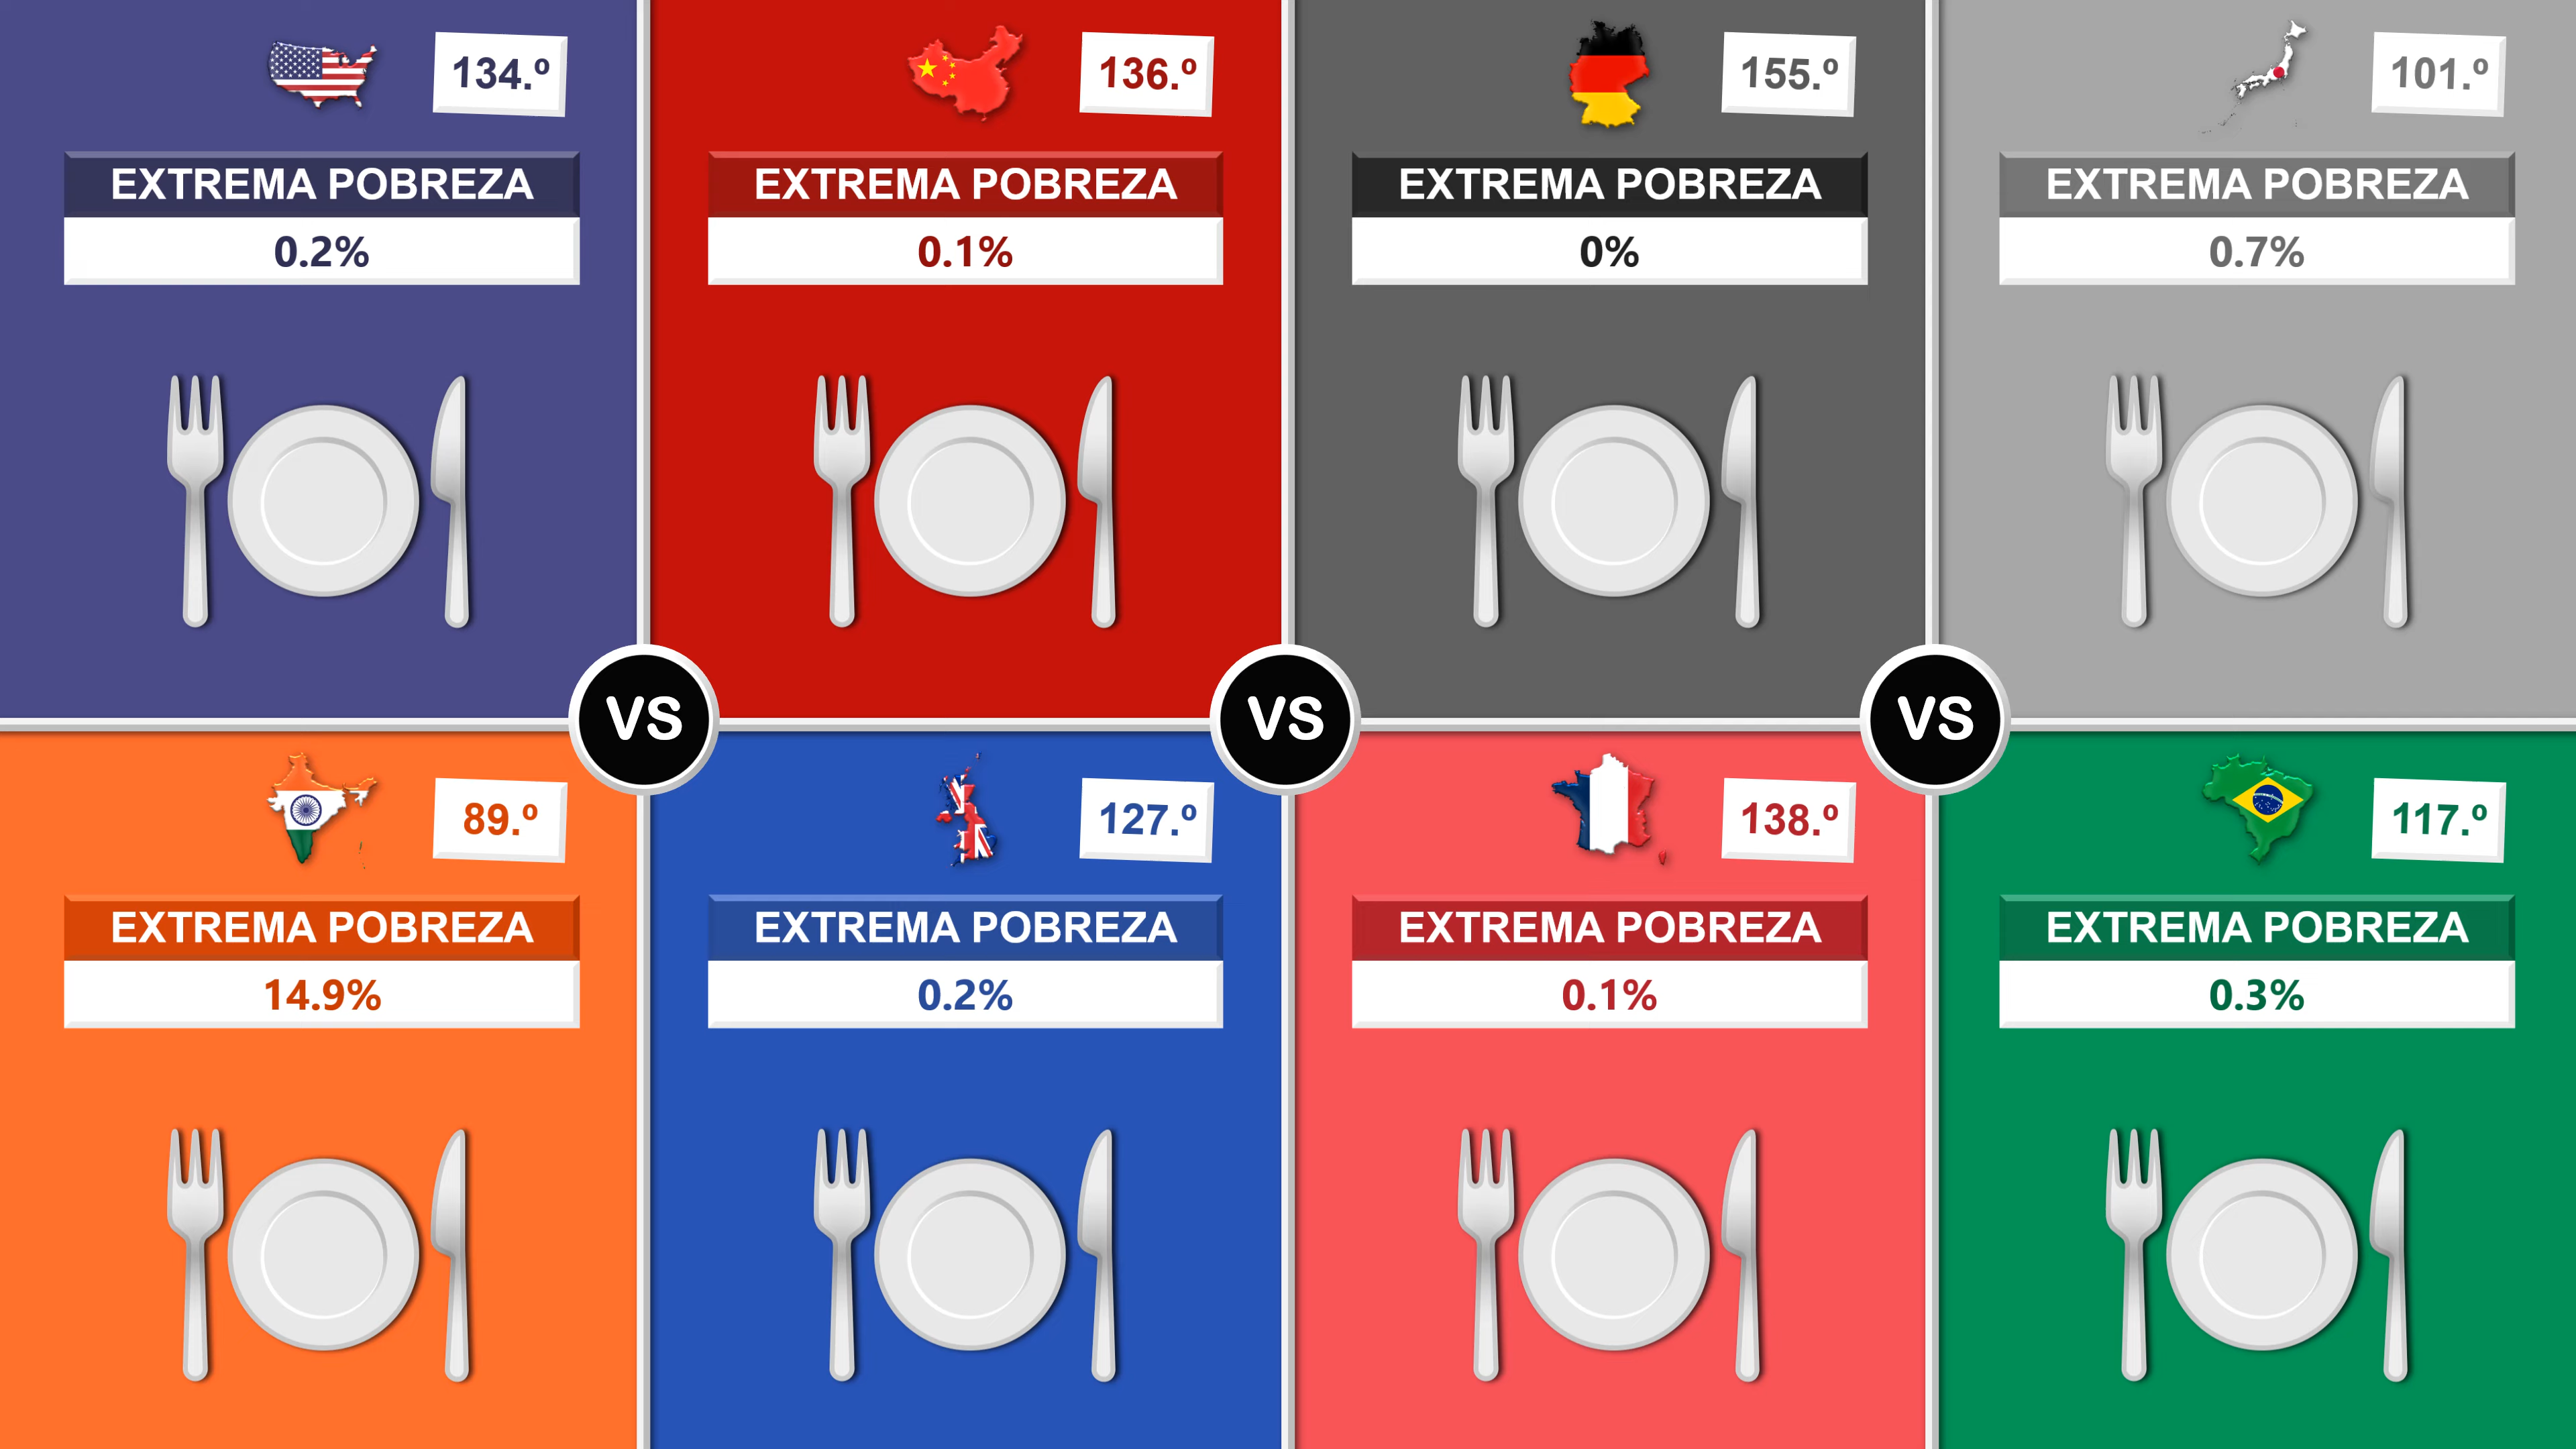 134.º
EXTREMA POBREZA
0.2%
136.º
EXTREMA POBREZA
0.1%
155.º
EXTREMA POBREZA
0%
101.º
EXTREMA POBREZA
0.7%
VS
VS
VS
89.º
EXTREMA POBREZA
14.9%
127.º
EXTREMA POBREZA
0.2%
138.º
EXTREMA POBREZA
0.1%
117.º
EXTREMA POBREZA
0.3%